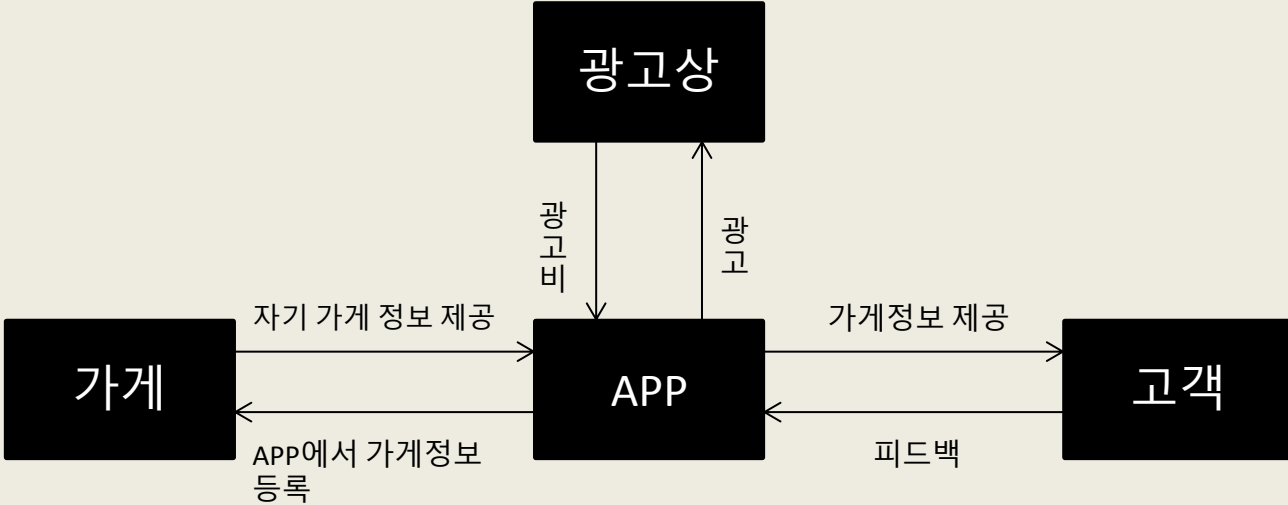 광고상
광고비
광고
자기 가게 정보 제공
가게정보 제공
가게
APP
고객
APP에서 가게정보
등록
피드백